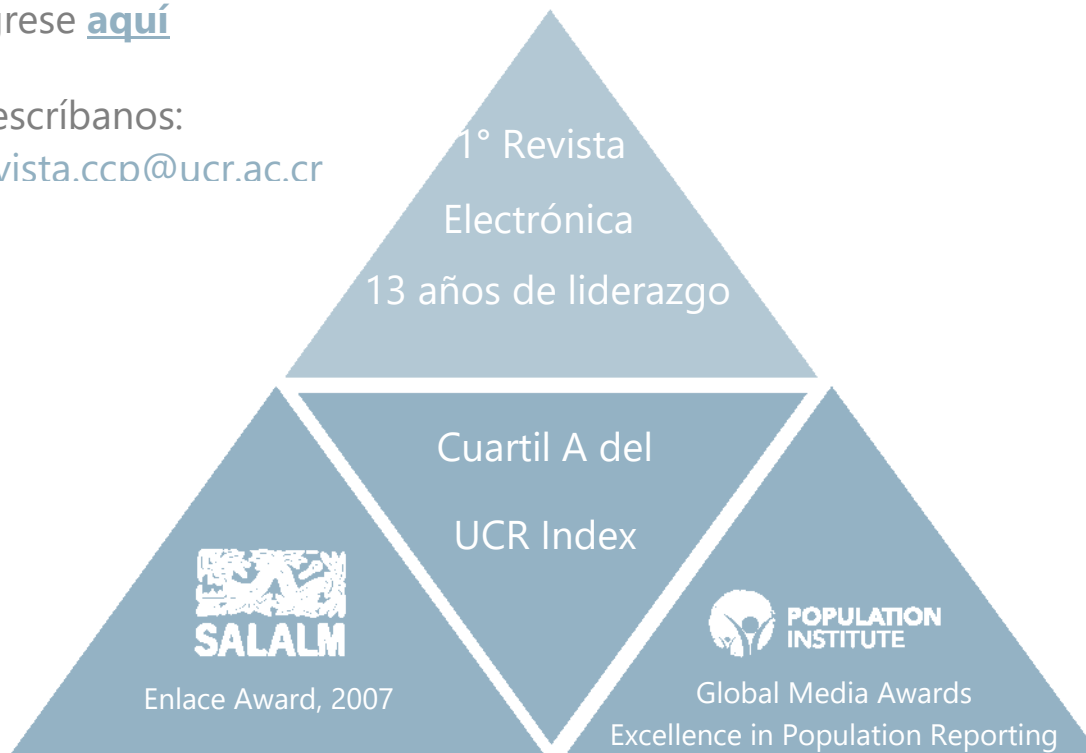 grese aquí
escríbanos:
vista.ccp@ucr.ac.cr
1° Revista
Electrónica
13 años de liderazgo
Cuartil A del
UCR Index
SALALM
Enlace Award, 2007
POPULATION
INSTITUTE
Global Media Awards
Excellence in Population Reporting